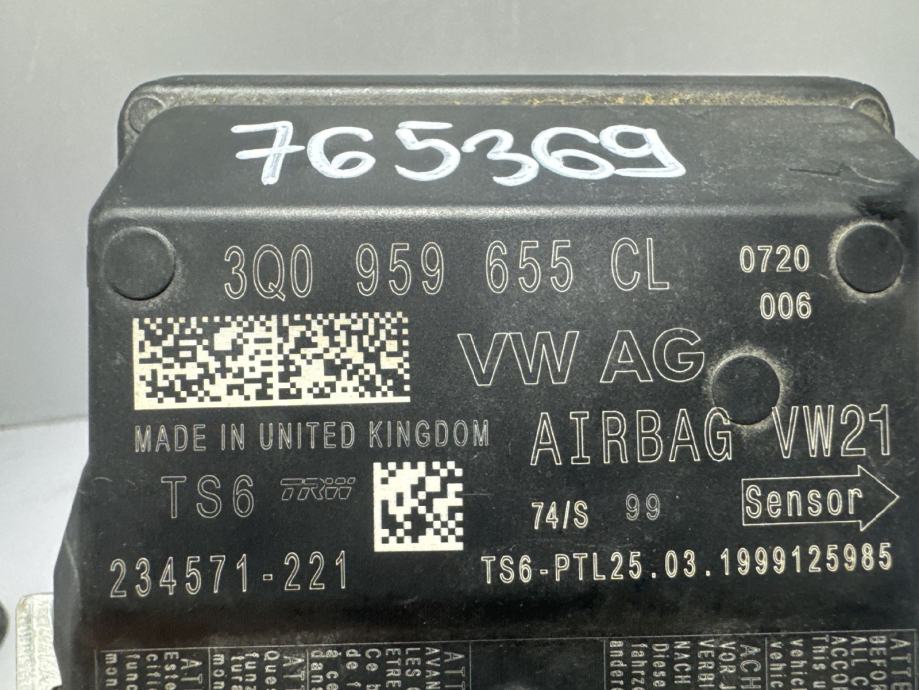 765369
3Q0 959 655 CL
0720
006
VW AG
MADE IN UNITED KINGDOM
AIRBAG VW21
TS6 TRW
74/S 99
Sensor
234571-221
TS6-PTL25.03.1999125985